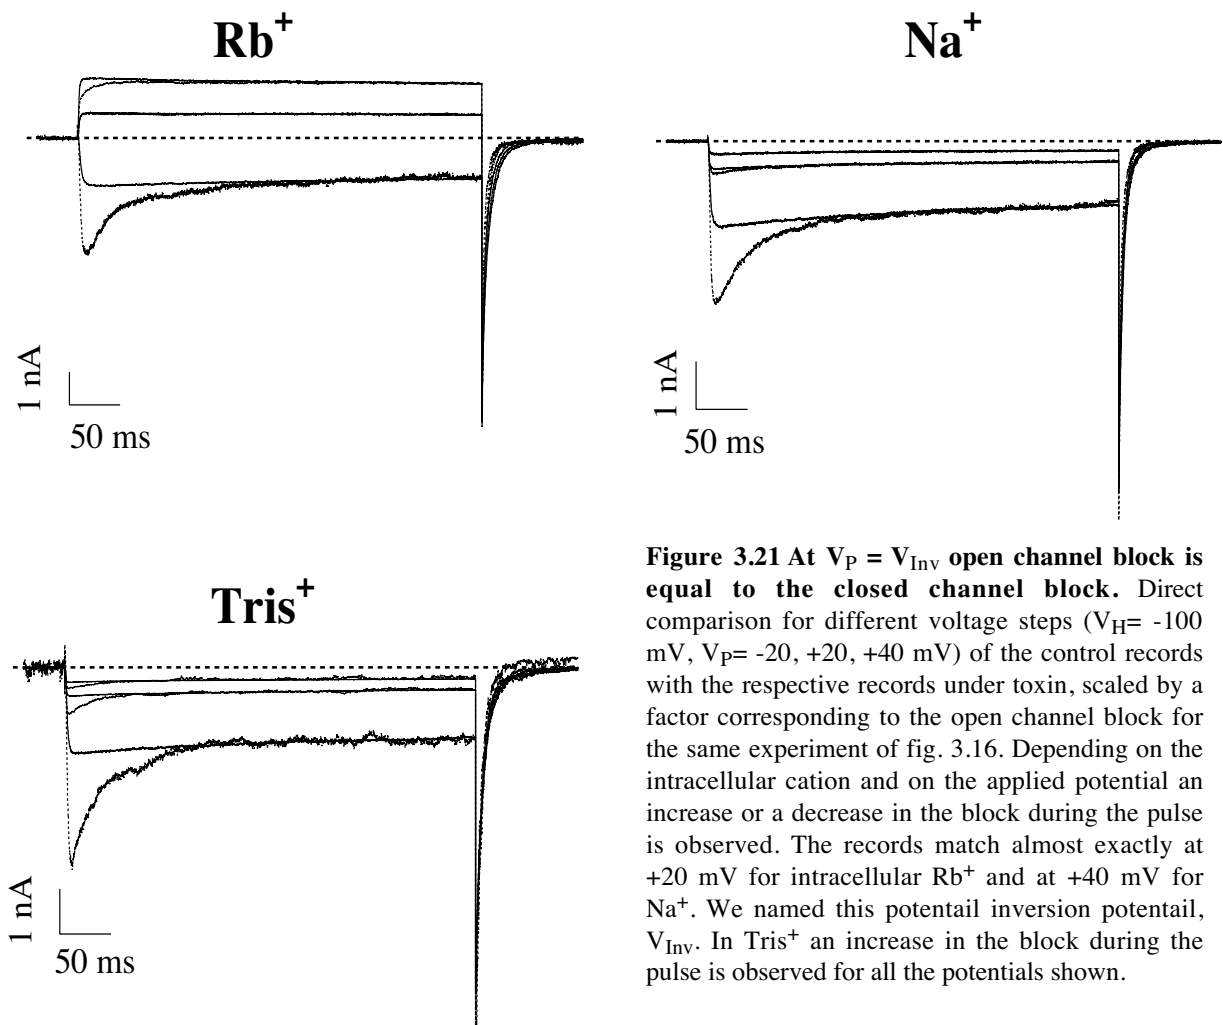 Rb+
Na+
1 nA
50 ms
1 nA
50 ms
Tris+
1 nA
50 ms
Figure 3.21 At VP = VInv open channel block is
equal to the closed channel block. Direct
comparison for different voltage steps (VH= -100
mV, VP= -20, +20, +40 mV) of the control records
with the respective records under toxin, scaled by a
factor corresponding to the open channel block for
the same experiment of fig. 3.16. Depending on the
intracellular cation and on the applied potential an
increase or a decrease in the block during the pulse
is observed. The records match almost exactly at
+20 mV for intracellular Rb+ and at +40 mV for
Na+. We named this potentail inversion potentail,
VInv. In Tris+ an increase in the block during the
pulse is observed for all the potentials shown.